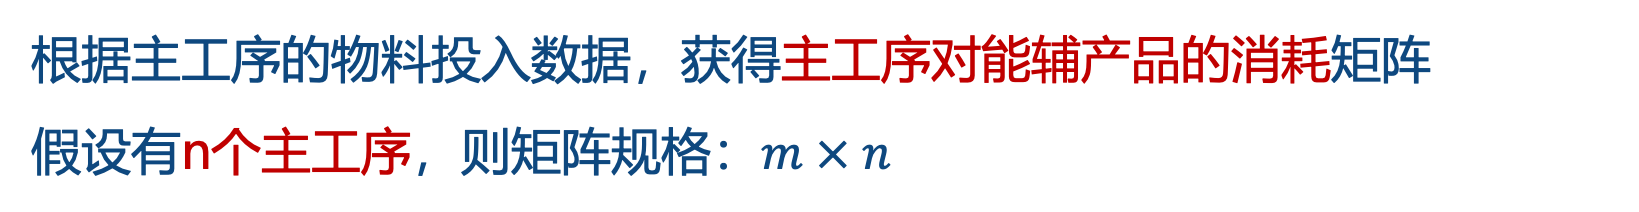 根据主工序的物料投入数据，获得主工序对能辅产品的消耗矩阵
假设有n个主工序，则矩阵规格：m × n